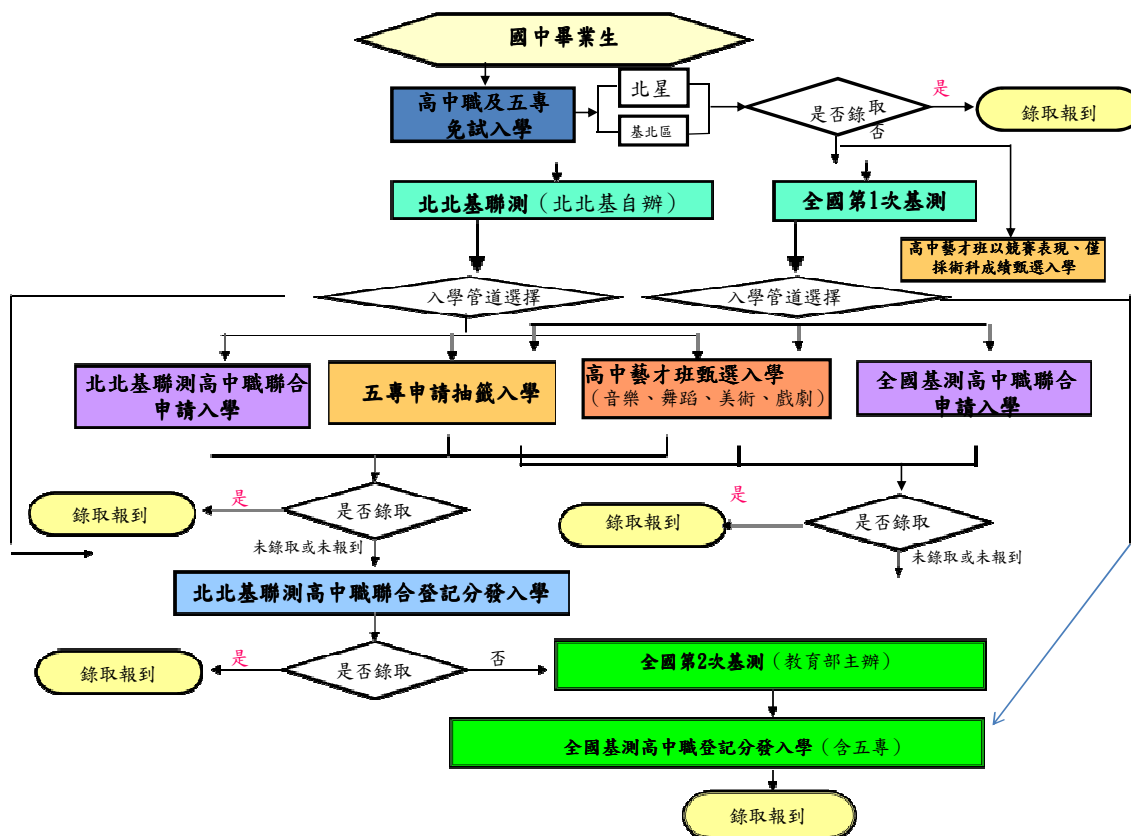 國中畢業生
高中職及五專
免試入學
北星
基北區
是否錄取
是
否
錄取報到
北北基聯測（北北基自辦）
全國第1次基測
高中藝才班以競賽表現、僅
採術科成績甄選入學
入學管道選擇
入學管道選擇
北北基聯測高中職聯合
申請入學
五專申請抽籤入學
高中藝才班甄選入學
（音樂、舞蹈、美術、戲劇）
全國基測高中職聯合
申請入學
錄取報到
是
是否錄取
未錄取或未報到
錄取報到
是
是否錄取
未錄取或未報到
北北基聯測高中職聯合登記分發入學
錄取報到
是
是否錄取
否
全國第2次基測（教育部主辦）
全國基測高中職登記分發入學（含五專）
錄取報到